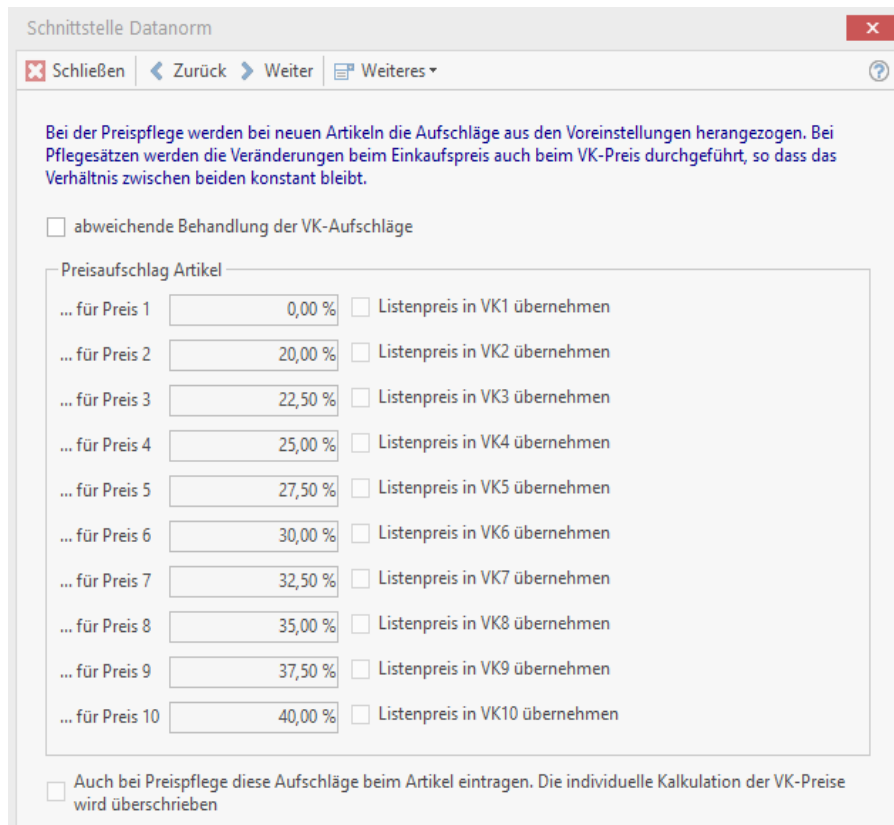 Schnittstelle Datanorm
Schließen Zurück Weiter Weiteres
Bei der Preispflege werden bei neuen Artikeln die Aufschläge aus den Voreinstellungen herangezogen. Bei
Pflegesätzen werden die Veränderungen beim Einkaufspreis auch beim VK-Preis durchgeführt, so dass das
Verhältnis zwischen beiden konstant bleibt.
abweichende Behandlung der VK-Aufschläge
Preisaufschlag Artikel
... für Preis 1 0,00 % Listenpreis in VK1 übernehmen
... für Preis 2 20,00 % Listenpreis in VK2 übernehmen
... für Preis 3 22,50 % Listenpreis in VK3 übernehmen
... für Preis 4 25,00 % Listenpreis in VK4 übernehmen
... für Preis 5 27,50 % Listenpreis in VK5 übernehmen
... für Preis 6 30,00 % Listenpreis in VK6 übernehmen
... für Preis 7 32,50 % Listenpreis in VK7 übernehmen
... für Preis 8 35,00 % Listenpreis in VK8 übernehmen
... für Preis 9 37,50 % Listenpreis in VK9 übernehmen
... für Preis 10 40,00 % Listenpreis in VK10 übernehmen
Auch bei Preispflege diese Aufschläge beim Artikel eintragen. Die individuelle Kalkulation der VK-Preise
wird überschrieben